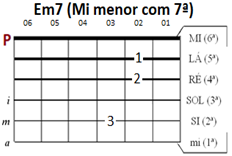 Em7 (Mi menor com 7ª)
06 05 04 03 02 01
P MI (6ª)
1 LÁ (5ª)
2 RÉ (4ª)
i SOL (3ª)
m 3 SI (2ª)
a mi (1ª)